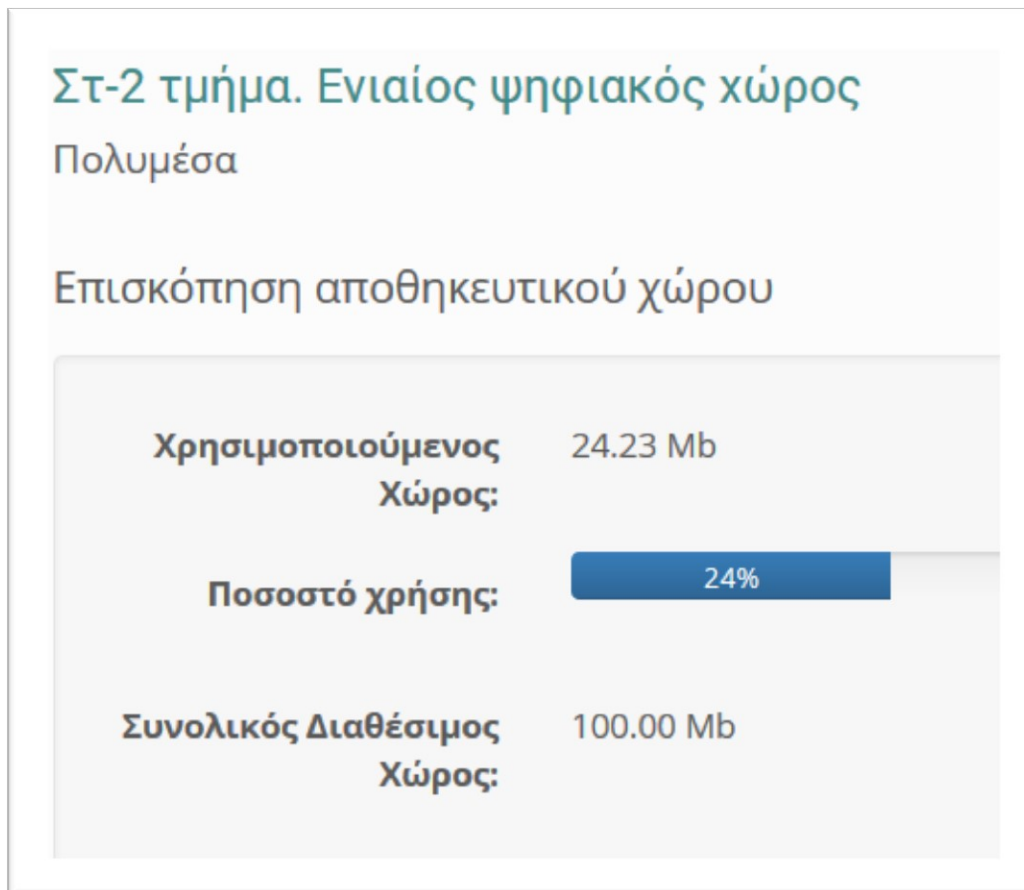 Στ-2 τμήμα. Ενιαίος ψηφιακός χώρος
Πολυμέσα
Επισκόπηση αποθηκευτικού χώρου
Χρησιμοποιούμενος 24.23 Mb
Χώρος:
Ποσοστό χρήσης: 24%
Συνολικός Διαθέσιμος 100.00 Mb
Χώρος: